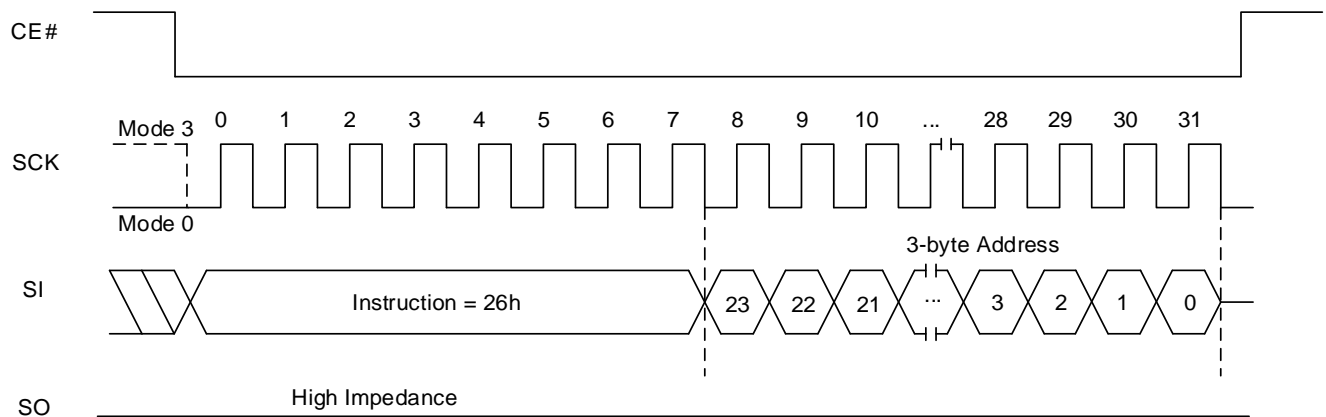 CE#
Mode 3 0 1 2 3 4 5 6 7 8 9 10 ... 28 29 30 31
SCK
Mode 0
3-byte Address
SI Instruction = 26h 23 22 21 ... 3 2 1 0
High Impedance
SO